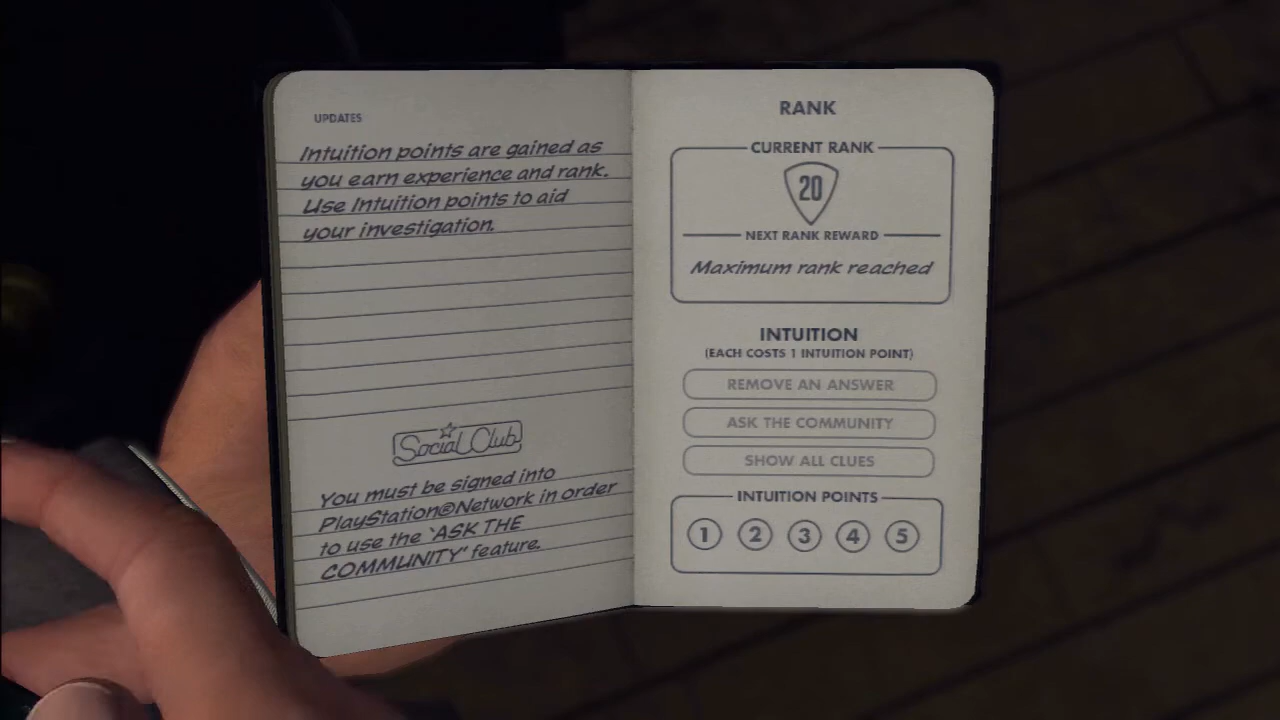 UPDATES
Intuition points are gained as
you earn experience and rank.
Use Intuition points to aid
your investigation.
Social Club
You must be signed into
PlayStation®Network in order
to use the 'ASK THE
COMMUNITY' feature.
RANK
CURRENT RANK
20
NEXT RANK REWARD
Maximum rank reached
INTUITION
(EACH COSTS 1 INTUITION POINT)
REMOVE AN ANSWER
ASK THE COMMUNITY
SHOW ALL CLUES
INTUITION POINTS
1 2 3 4 5